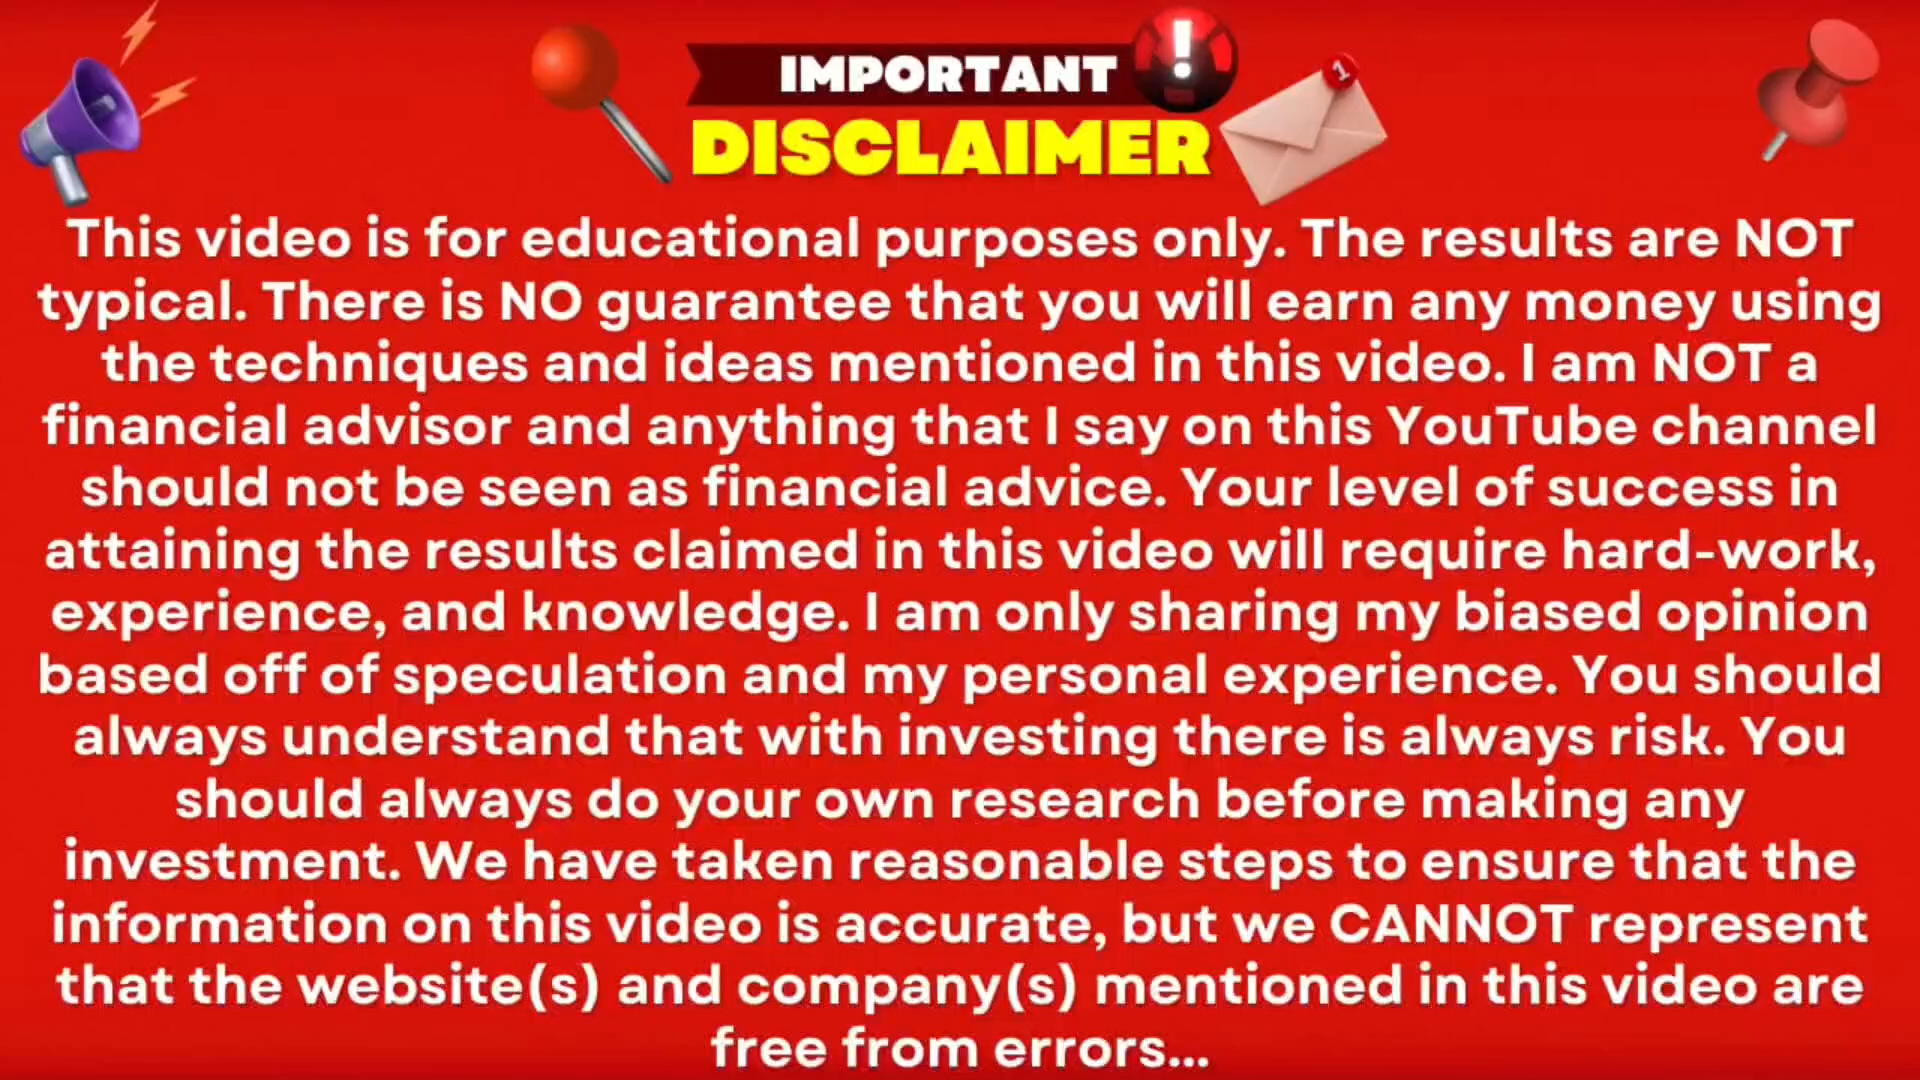 IMPORTANT
DISCLAIMER
1
This video is for educational purposes only. The results are NOT
typical. There is NO guarantee that you will earn any money using
the techniques and ideas mentioned in this video. I am NOT a
financial advisor and anything that I say on this YouTube channel
should not be seen as financial advice. Your level of success in
attaining the results claimed in this video will require hard-work,
experience, and knowledge. I am only sharing my biased opinion
based off of speculation and my personal experience. You should
always understand that with investing there is always risk. You
should always do your own research before making any
investment. We have taken reasonable steps to ensure that the
information on this video is accurate, but we CANNOT represent
that the website(s) and company(s) mentioned in this video are
free from errors...